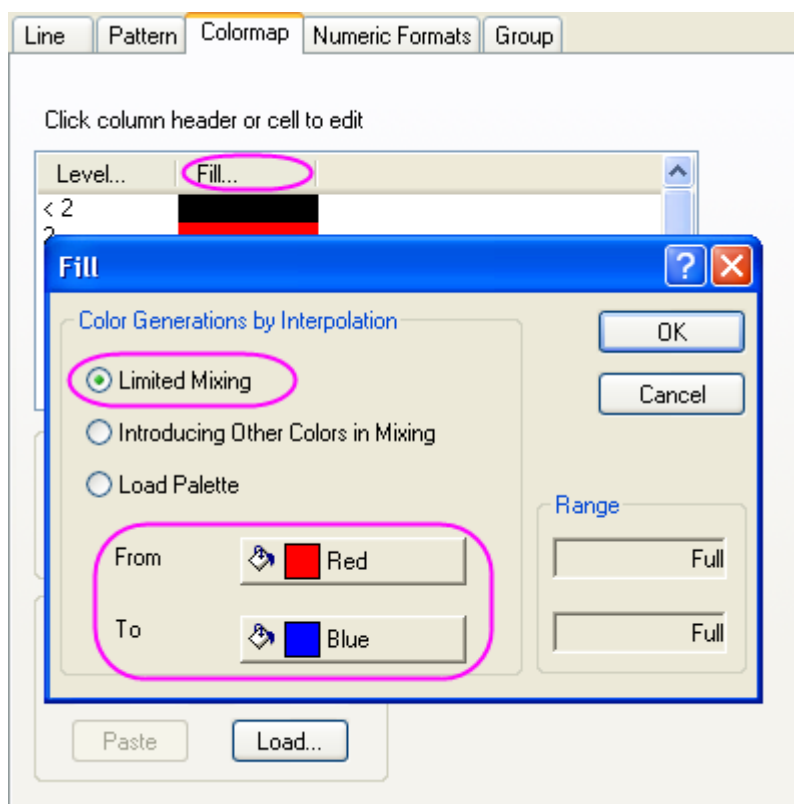 Line Pattern Colormap Numeric Formats Group
Click column header or cell to edit
Level... Fill...
< 2
2
Fill
Color Generations by Interpolation
OK
Limited Mixing
Cancel
Introducing Other Colors in Mixing
Load Palette
Range
From Red Full
To Blue Full
Paste Load...